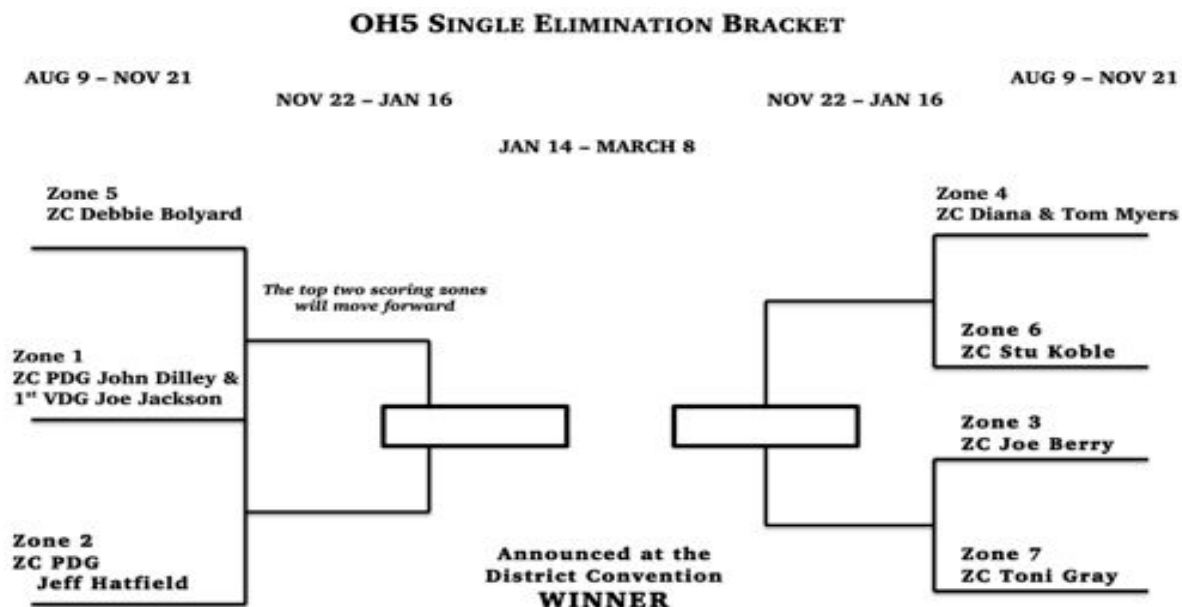 OH5 SINGLE ELIMINATION BRACKET
AUG 9 – NOV 21
AUG 9 – NOV 21
NOV 22 – JAN 16
NOV 22 – JAN 16
JAN 14 – MARCH 8
Zone 5
ZC Debbie Bolyard
The top two scoring zones
will move forward
Zone 1
ZC PDG John Dilley &
1st VDG Joe Jackson
Zone 2
ZC PDG
Jeff Hatfield
Zone 4
ZC Diana & Tom Myers
Zone 6
ZC Stu Koble
Zone 3
ZC Joe Berry
Zone 7
ZC Toni Gray
Announced at the
District Convention
WINNER